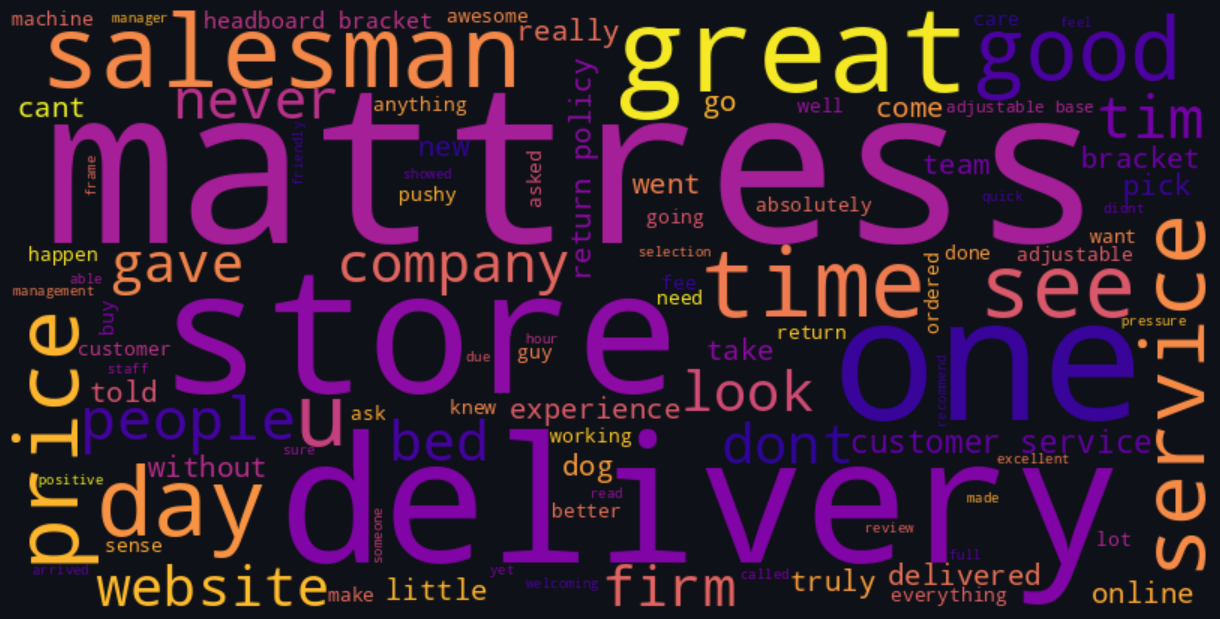 machine manager headboard bracket awesome care feel
salesman really great good
cant never anything return policy go well come adjustable base tim
mattress
frame friendly new showed pushy asked went going absolutely team quick bracket pick didnt
happen gave company selection time ordered done want adjustable see service
able management fee need
price buy store return one pressure
customer staff hour due guy take recommend
told people u ask knew experience look
sure bed working dont customer service
positive without day dog delivery excellent
read made
someone better review lot
sense
arrived website make little yet welcoming firm called truly full delivered everything online